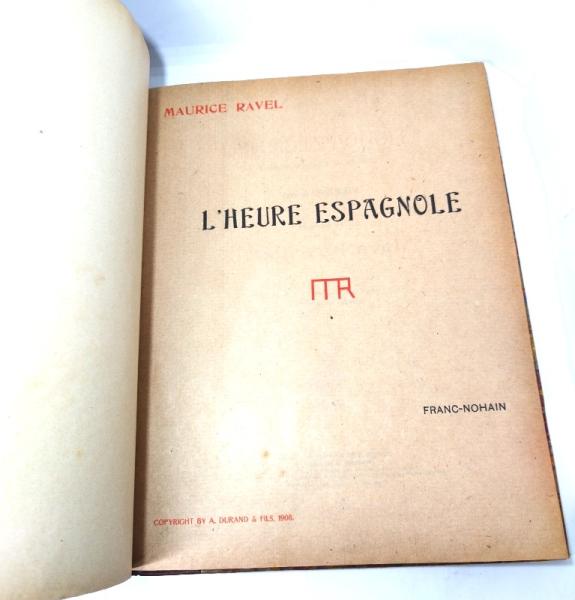 MAURICE RAVEL
L'HEURE ESPAGNOLE
MR
FRANC-NOHAIN
COPYRIGHT BY A. DURAND & FILS, 1908.